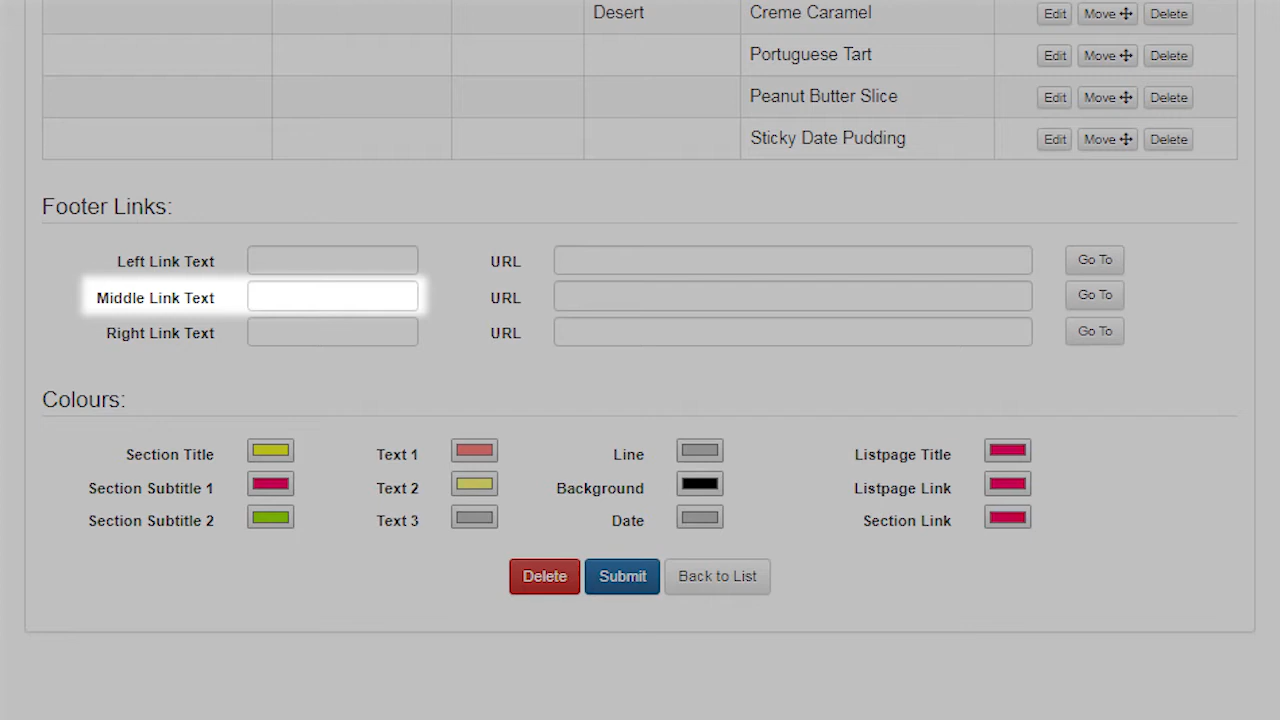 Desert Creme Caramel Edit Move Delete
Portuguese Tart Edit Move Delete
Peanut Butter Slice Edit Move Delete
Sticky Date Pudding Edit Move Delete
Footer Links:
Left Link Text URL Go To
Middle Link Text URL Go To
Right Link Text URL Go To
Colours:
Section Title Text 1 Line Listpage Title
Section Subtitle 1 Text 2 Background Listpage Link
Section Subtitle 2 Text 3 Date Section Link
Delete Submit Back to List